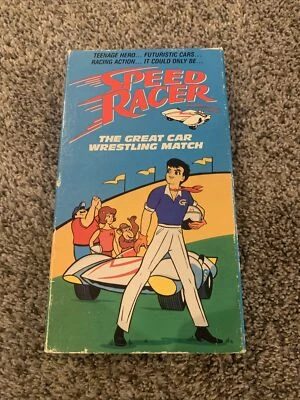 TEENAGE HERO... FUTURISTIC CARS...
RACING ACTION... IT COULD ONLY BE...
SPEED
RACER
THE GREAT CAR
WRESTLING MATCH
G